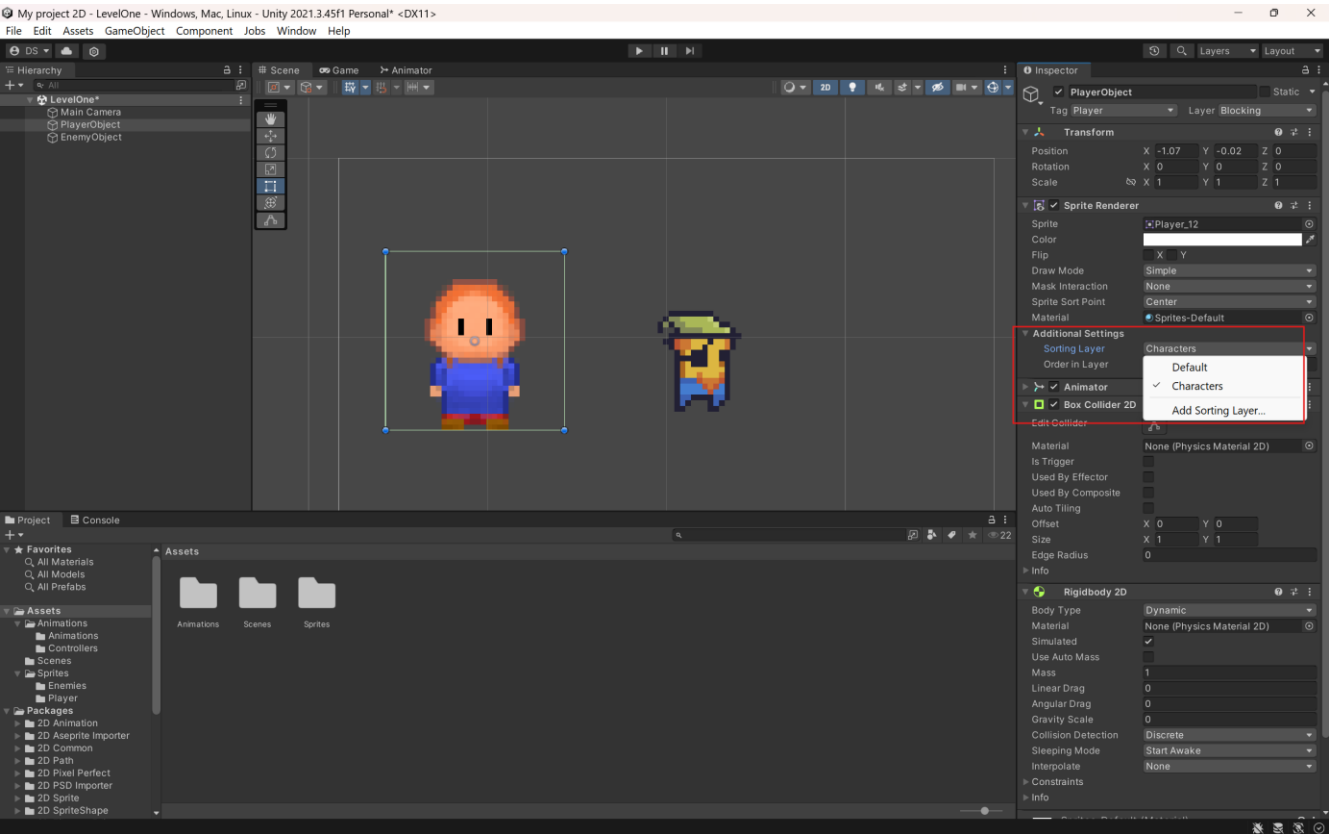 My project 2D - LevelOne - Windows, Mac, Linux - Unity 2021.3.45f1 Personal* <DX11>
File Edit Assets GameObject Component Jobs Window Help
DS
Layers Layout
Hierarchy
All
LevelOne*
Main Camera
PlayerObject
EnemyObject
Scene Game Animator
2D
Inspector
PlayerObject Static
Tag Player Layer Blocking
Transform
Position X -1.07 Y -0.02 Z 0
Rotation X 0 Y 0 Z 0
Scale X 1 Y 1 Z 1
Sprite Renderer
Sprite Player_12
Color
Flip X Y
Draw Mode Simple
Mask Interaction None
Sprite Sort Point Center
Material Sprites-Default
Additional Settings
Sorting Layer Characters
Order in Layer
Default
Characters
Add Sorting Layer...
Animator
Box Collider 2D
Edit Collider
Material None (Physics Material 2D)
Is Trigger
Used By Effector
Used By Composite
Auto Tiling
Offset X 0 Y 0
Size X 1 Y 1
Edge Radius 0
Info
Rigidbody 2D
Body Type Dynamic
Material None (Physics Material 2D)
Simulated
Use Auto Mass
Mass 1
Linear Drag 0
Angular Drag 0
Gravity Scale 0
Collision Detection Discrete
Sleeping Mode Start Awake
Interpolate None
Constraints
Info
Project Console
22
Favorites
All Materials
All Models
All Prefabs
Assets
Animations
Animations
Controllers
Scenes
Sprites
Enemies
Player
Packages
2D Animation
2D Aseprite Importer
2D Common
2D Path
2D Pixel Perfect
2D PSD Importer
2D Sprite
2D SpriteShape
Assets
Animations Scenes Sprites